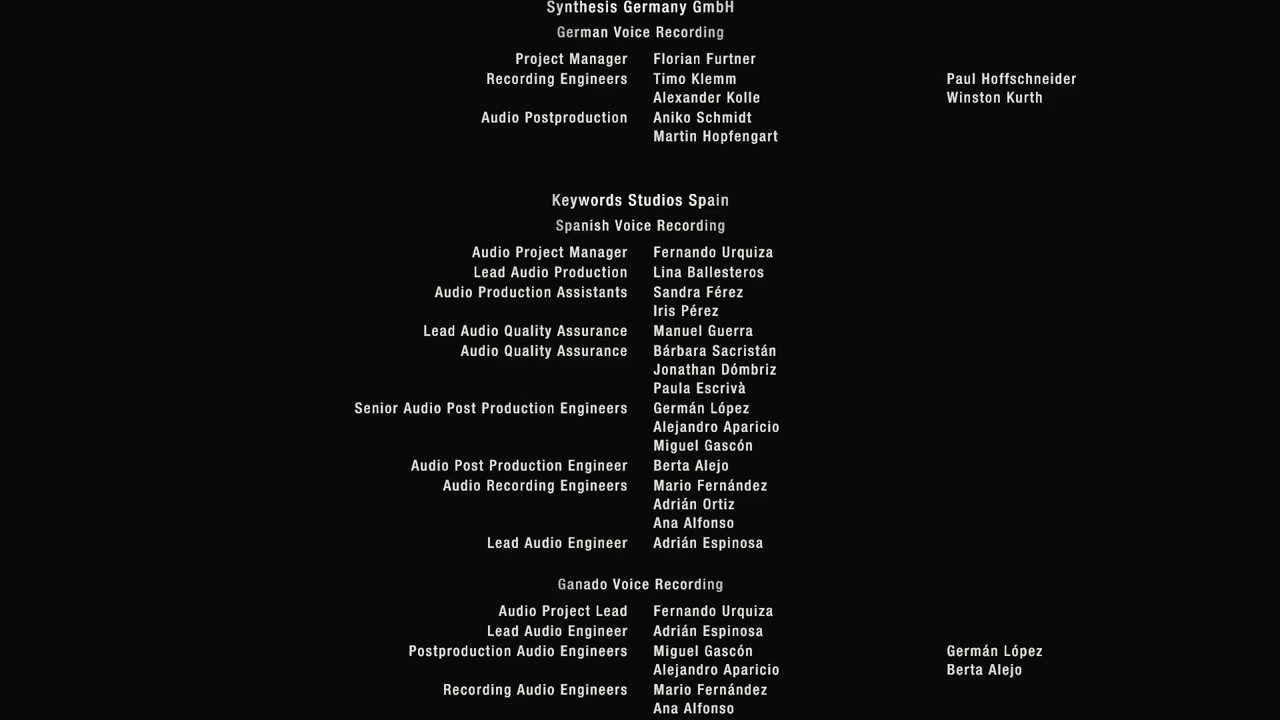 Synthesis Germany GmbH
German Voice Recording
Project Manager Florian Furtner
Recording Engineers Timo Klemm Paul Hoffschneider
Alexander Kolle Winston Kurth
Audio Postproduction Aniko Schmidt
Martin Hopfengart
Keywords Studios Spain
Spanish Voice Recording
Audio Project Manager Fernando Urquiza
Lead Audio Production Lina Ballesteros
Audio Production Assistants Sandra Férez
Iris Pérez
Lead Audio Quality Assurance Manuel Guerra
Audio Quality Assurance Bárbara Sacristán
Jonathan Dómbriz
Paula Escrivà
Senior Audio Post Production Engineers Germán López
Alejandro Aparicio
Miguel Gascón
Audio Post Production Engineer Berta Alejo
Audio Recording Engineers Mario Fernández
Adrián Ortiz
Ana Alfonso
Lead Audio Engineer Adrián Espinosa
Ganado Voice Recording
Audio Project Lead Fernando Urquiza
Lead Audio Engineer Adrián Espinosa
Postproduction Audio Engineers Miguel Gascón Germán López
Alejandro Aparicio Berta Alejo
Recording Audio Engineers Mario Fernández
Ana Alfonso